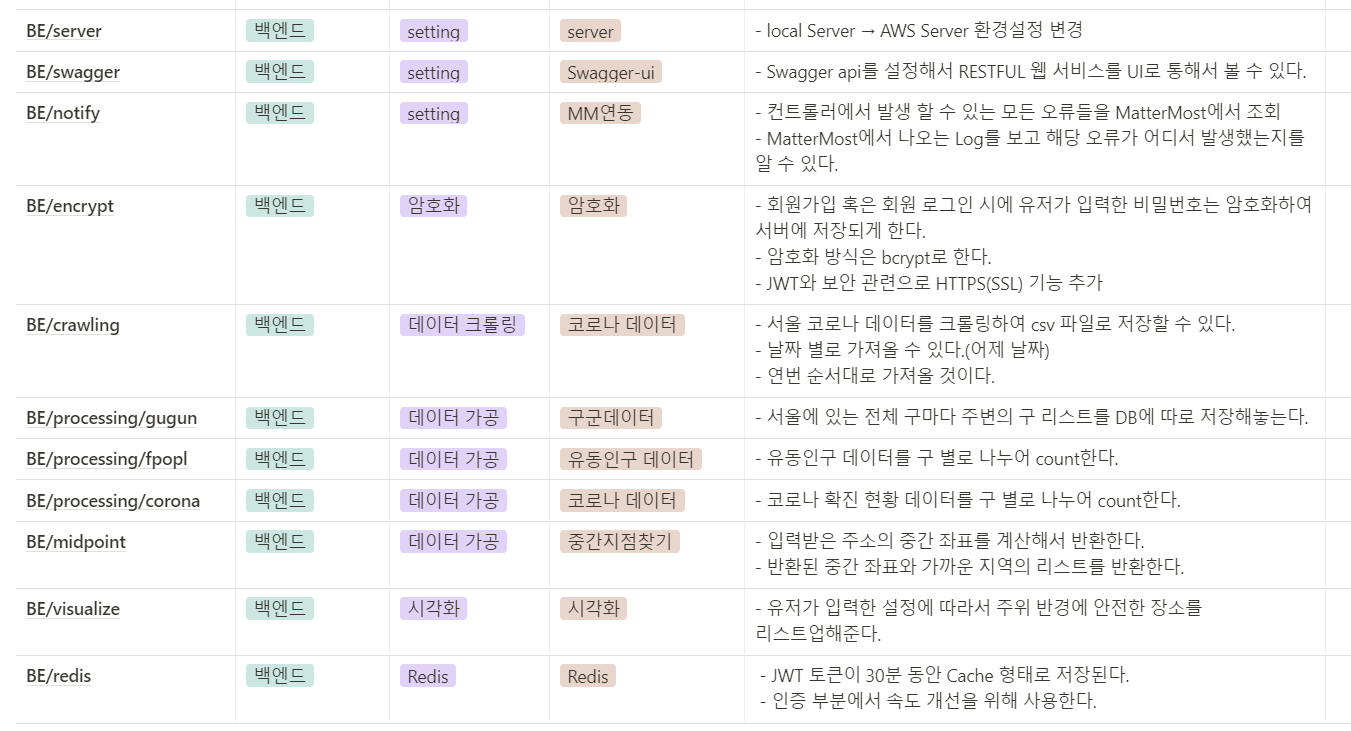 BE/server 백엔드 setting server - local Server → AWS Server 환경설정 변경
BE/swagger 백엔드 setting Swagger-ui - Swagger api를 설정해서 RESTFUL 웹 서비스를 UI로 통해서 볼 수 있다.
BE/notify 백엔드 setting MM연동 - 컨트롤러에서 발생 할 수 있는 모든 오류들을 MatterMost에서 조회
- MatterMost에서 나오는 Log를 보고 해당 오류가 어디서 발생했는지를
알 수 있다.
BE/encrypt 백엔드 암호화 암호화 - 회원가입 혹은 회원 로그인 시에 유저가 입력한 비밀번호는 암호화하여
서버에 저장되게 한다.
- 암호화 방식은 bcrypt로 한다.
- JWT와 보안 관련으로 HTTPS(SSL) 기능 추가
BE/crawling 백엔드 데이터 크롤링 코로나 데이터 - 서울 코로나 데이터를 크롤링하여 csv 파일로 저장할 수 있다.
- 날짜 별로 가져올 수 있다.(어제 날짜)
- 연번 순서대로 가져올 것이다.
BE/processing/gugun 백엔드 데이터 가공 구군데이터 - 서울에 있는 전체 구마다 주변의 구 리스트를 DB에 따로 저장해놓는다.
BE/processing/fpopl 백엔드 데이터 가공 유동인구 데이터 - 유동인구 데이터를 구 별로 나누어 count한다.
BE/processing/corona 백엔드 데이터 가공 코로나 데이터 - 코로나 확진 현황 데이터를 구 별로 나누어 count한다.
BE/midpoint 백엔드 데이터 가공 중간지점찾기 - 입력받은 주소의 중간 좌표를 계산해서 반환한다.
- 반환된 중간 좌표와 가까운 지역의 리스트를 반환한다.
BE/visualize 백엔드 시각화 시각화 - 유저가 입력한 설정에 따라서 주위 반경에 안전한 장소를
리스트업해준다.
BE/redis 백엔드 Redis Redis - JWT 토큰이 30분 동안 Cache 형태로 저장된다.
- 인증 부분에서 속도 개선을 위해 사용한다.